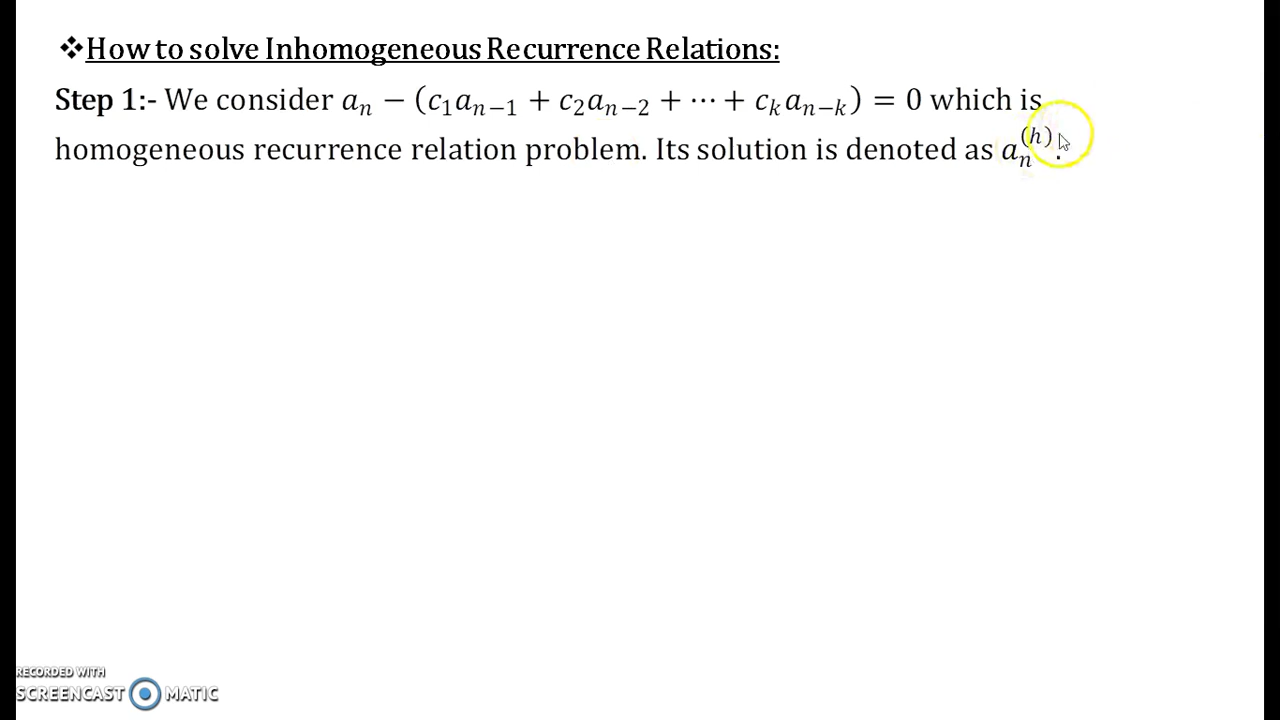 ❖How to solve Inhomogeneous Recurrence Relations:
Step 1:- We consider aₙ − (c₁aₙ₋₁ + c₂aₙ₋₂ + ⋯ + cₖaₙ₋ₖ) = 0 which is
homogeneous recurrence relation problem. Its solution is denoted as aₙ⁽ʰ⁾.
RECORDED WITH
SCREENCAST MATIC